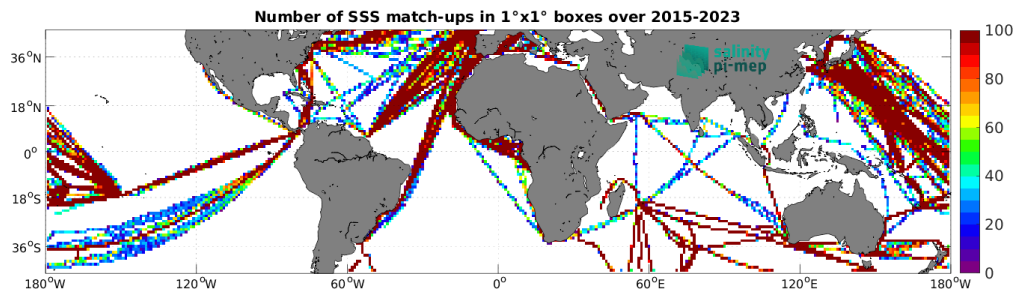 Number of SSS match-ups in 1°x1° boxes over 2015-2023
36°N
18°N
0°
18°S
36°S
180°W
120°W
60°W
0°
60°E
120°E
180°W
salinity
pi-mep
100
80
60
40
20
0